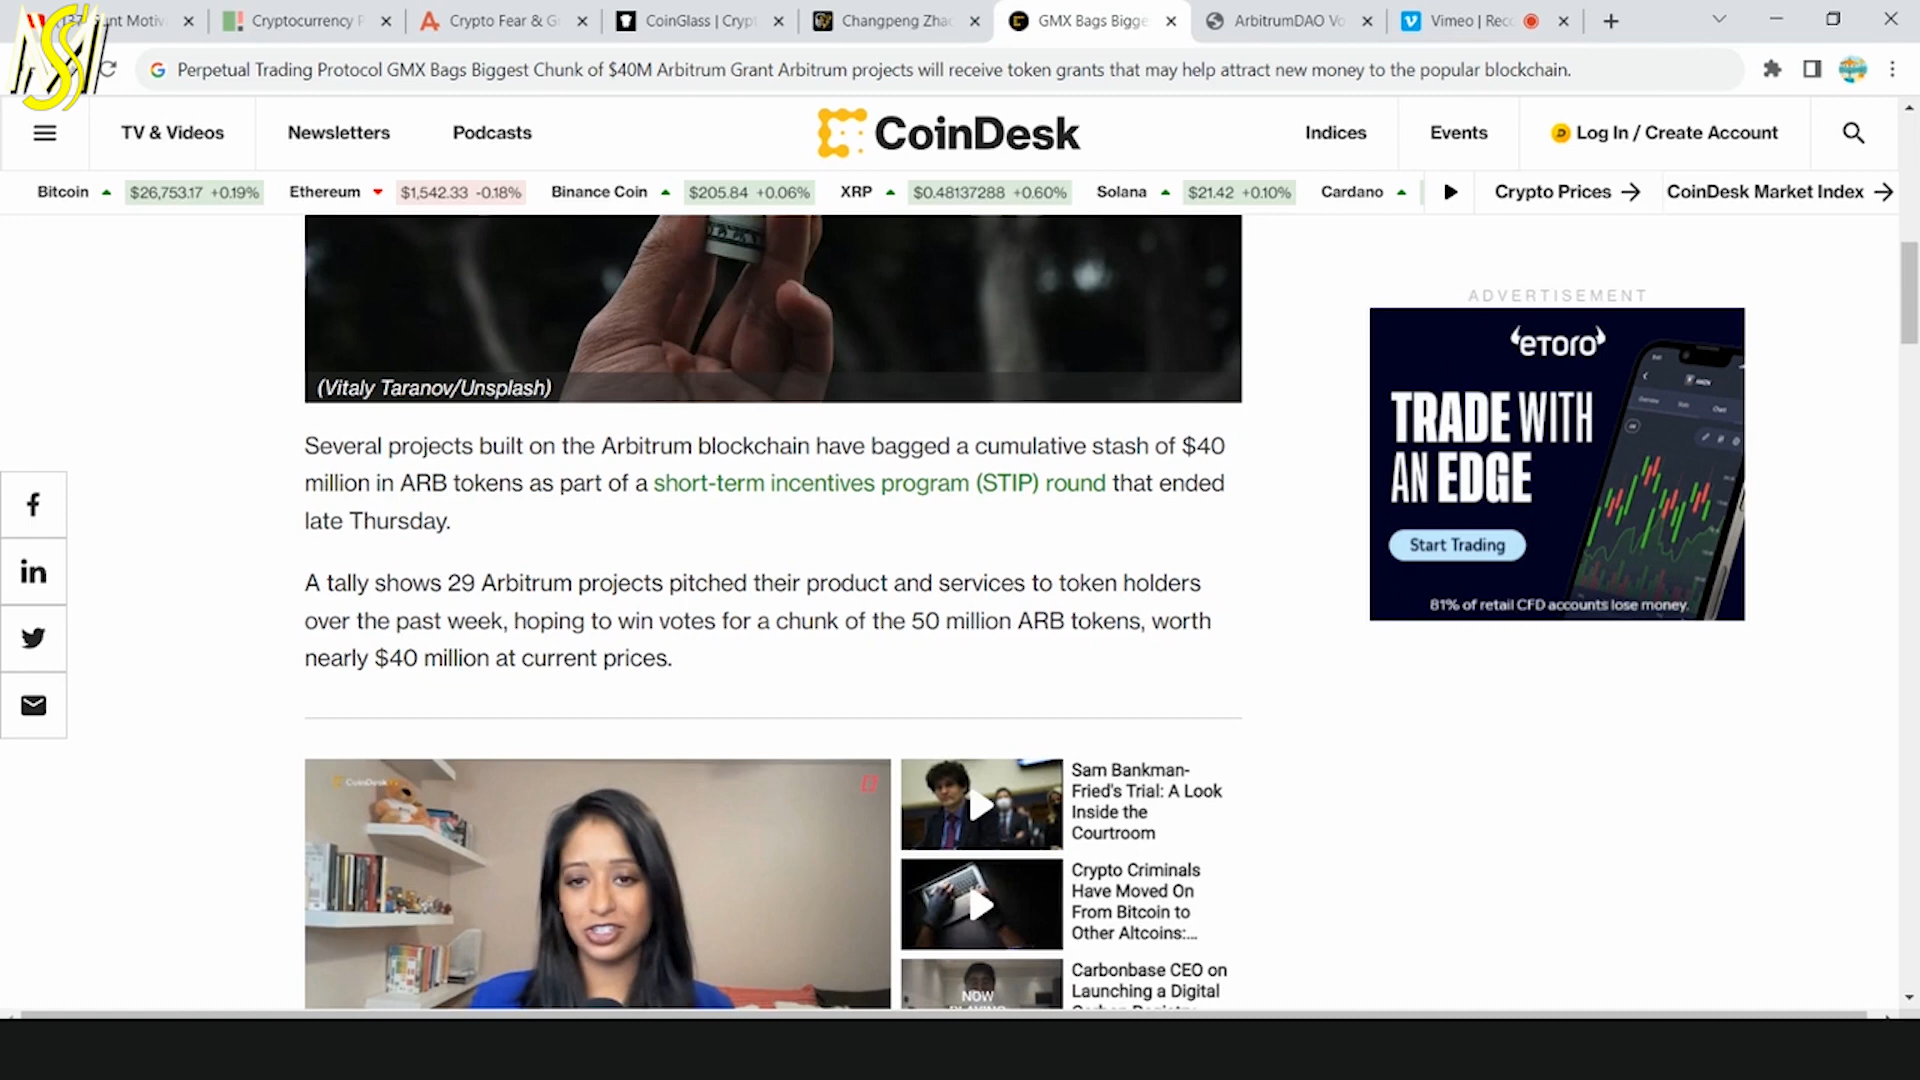 Motiv
Cryptocurrency P
Crypto Fear & G
CoinGlass | Crypt
Changpeng Zhao
GMX Bags Bigge
ArbitrumDAO Vo
Vimeo | Rec
Perpetual Trading Protocol GMX Bags Biggest Chunk of $40M Arbitrum Grant Arbitrum projects will receive token grants that may help attract new money to the popular blockchain.
TV & Videos
Newsletters
Podcasts
CoinDesk
Indices
Events
Log In / Create Account
Bitcoin $26,753.17 +0.19% Ethereum $1,542.33 -0.18% Binance Coin $205.84 +0.06% XRP $0.48137288 +0.60% Solana $21.42 +0.10% Cardano Crypto Prices CoinDesk Market Index
(Vitaly Taranov/Unsplash)
Several projects built on the Arbitrum blockchain have bagged a cumulative stash of $40
million in ARB tokens as part of a short-term incentives program (STIP) round that ended
late Thursday.
A tally shows 29 Arbitrum projects pitched their product and services to token holders
over the past week, hoping to win votes for a chunk of the 50 million ARB tokens, worth
nearly $40 million at current prices.
ADVERTISEMENT
eToro
TRADE WITH
AN EDGE
Start Trading
81% of retail CFD accounts lose money.
CoinDesk
Sam Bankman-
Fried's Trial: A Look
Inside the
Courtroom
Crypto Criminals
Have Moved On
From Bitcoin to
Other Altcoins:...
NOW
Carbonbase CEO on
Launching a Digital